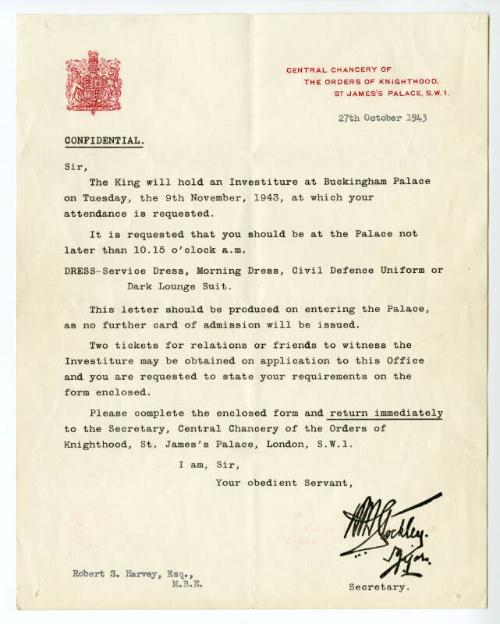 CENTRAL CHANCERY OF
THE ORDERS OF KNIGHTHOOD,
ST JAMES'S PALACE, S.W.1.
27th October 1943
CONFIDENTIAL.
Sir,
The King will hold an Investiture at Buckingham Palace
on Tuesday, the 9th November, 1943, at which your
attendance is requested.
It is requested that you should be at the Palace not
later than 10.15 o'clock a.m.
DRESS—Service Dress, Morning Dress, Civil Defence Uniform or
Dark Lounge Suit.
This letter should be produced on entering the Palace,
as no further card of admission will be issued.
Two tickets for relations or friends to witness the
Investiture may be obtained on application to this Office
and you are requested to state your requirements on the
form enclosed.
Please complete the enclosed form and return immediately
to the Secretary, Central Chancery of the Orders of
Knighthood, St. James's Palace, London, S.W.1.
I am, Sir,
Your obedient Servant,
Stockley.
Robert S. Harvey, Esq.,
M.B.E.
Secretary.